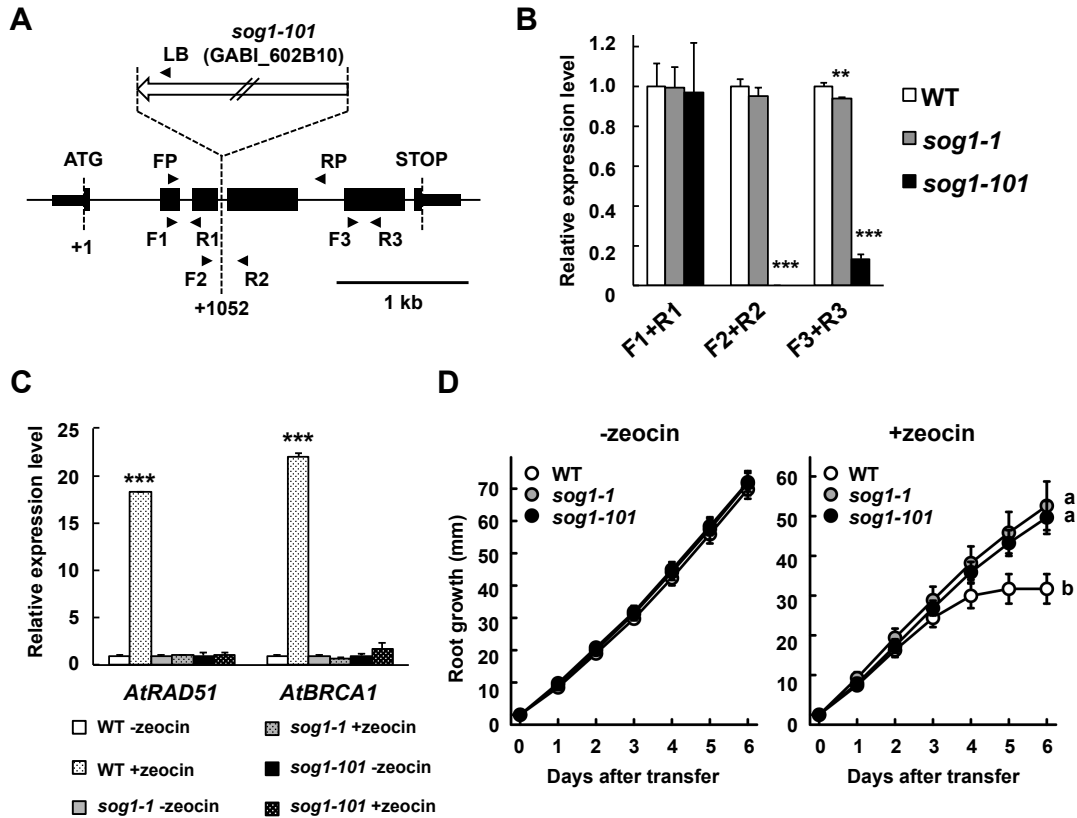 A
sog1-101
(GABI_602B10)
LB
ATG
FP
RP
STOP
+1
F1
R1
F3
R3
F2
R2
+1052
1 kb
B
Relative expression level
1.2
1.0
0.8
0.6
0.4
0.2
0
**
***
***
F1+R1
F2+R2
F3+R3
WT
sog1-1
sog1-101
C
Relative expression level
25
20
15
10
5
0
***
***
AtRAD51
AtBRCA1
WT -zeocin
WT +zeocin
sog1-1 -zeocin
sog1-1 +zeocin
sog1-101 -zeocin
sog1-101 +zeocin
D
-zeocin
WT
sog1-1
sog1-101
Root growth (mm)
70
60
50
40
30
20
10
0
0 1 2 3 4 5 6
Days after transfer
+zeocin
WT
sog1-1
sog1-101
60
50
40
30
20
10
0
a
a
b
0 1 2 3 4 5 6
Days after transfer